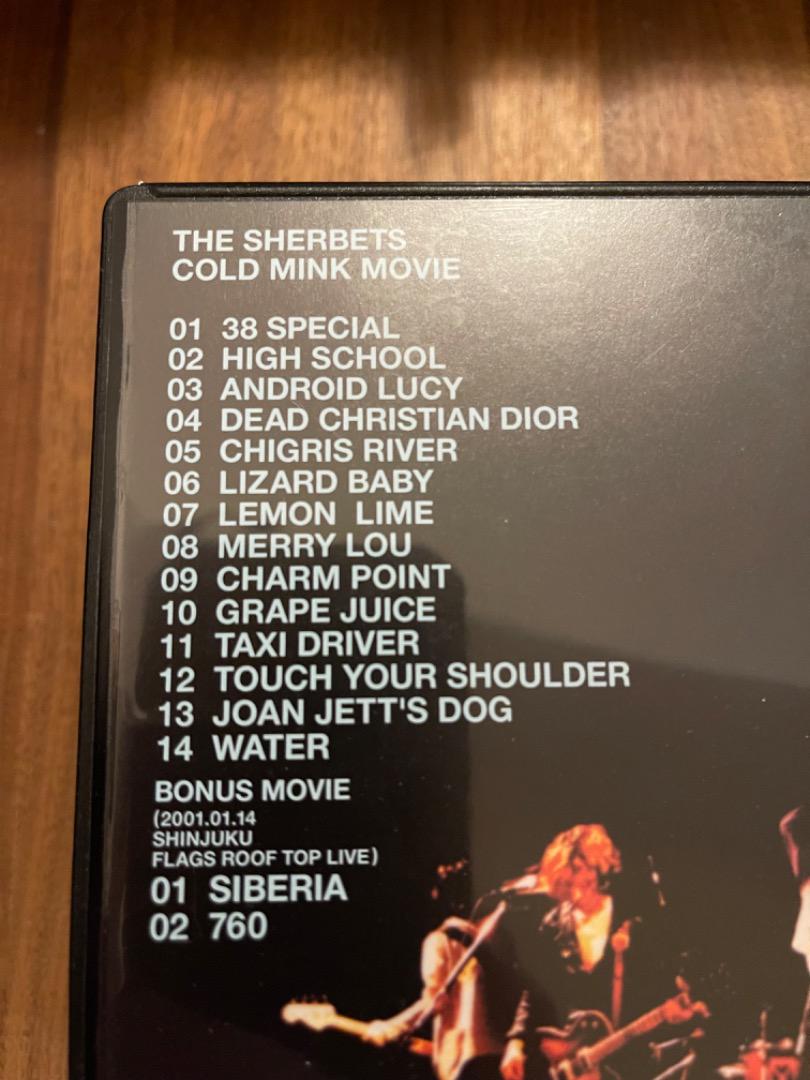 THE SHERBETS
COLD MINK MOVIE
01 38 SPECIAL
02 HIGH SCHOOL
03 ANDROID LUCY
04 DEAD CHRISTIAN DIOR
05 CHIGRIS RIVER
06 LIZARD BABY
07 LEMON LIME
08 MERRY LOU
09 CHARM POINT
10 GRAPE JUICE
11 TAXI DRIVER
12 TOUCH YOUR SHOULDER
13 JOAN JETT'S DOG
14 WATER
BONUS MOVIE
(2001.01.14
SHINJUKU
FLAGS ROOF TOP LIVE)
01 SIBERIA
02 760